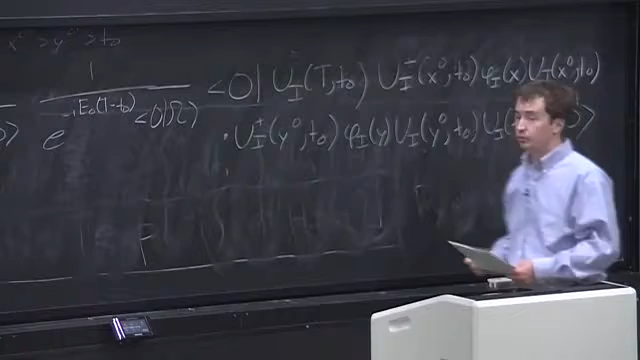 x⁰ > y⁰ > t₀
1 / e^{-iE₀(T-t₀)} <0|Ω> <0| U_I(T,t₀) U_I^-(x⁰,t₀) φ_I(x) U_I(x⁰,t₀)
· U_I^+(y⁰,t₀) φ_I(y) U_I(y⁰,t₀) U_I >